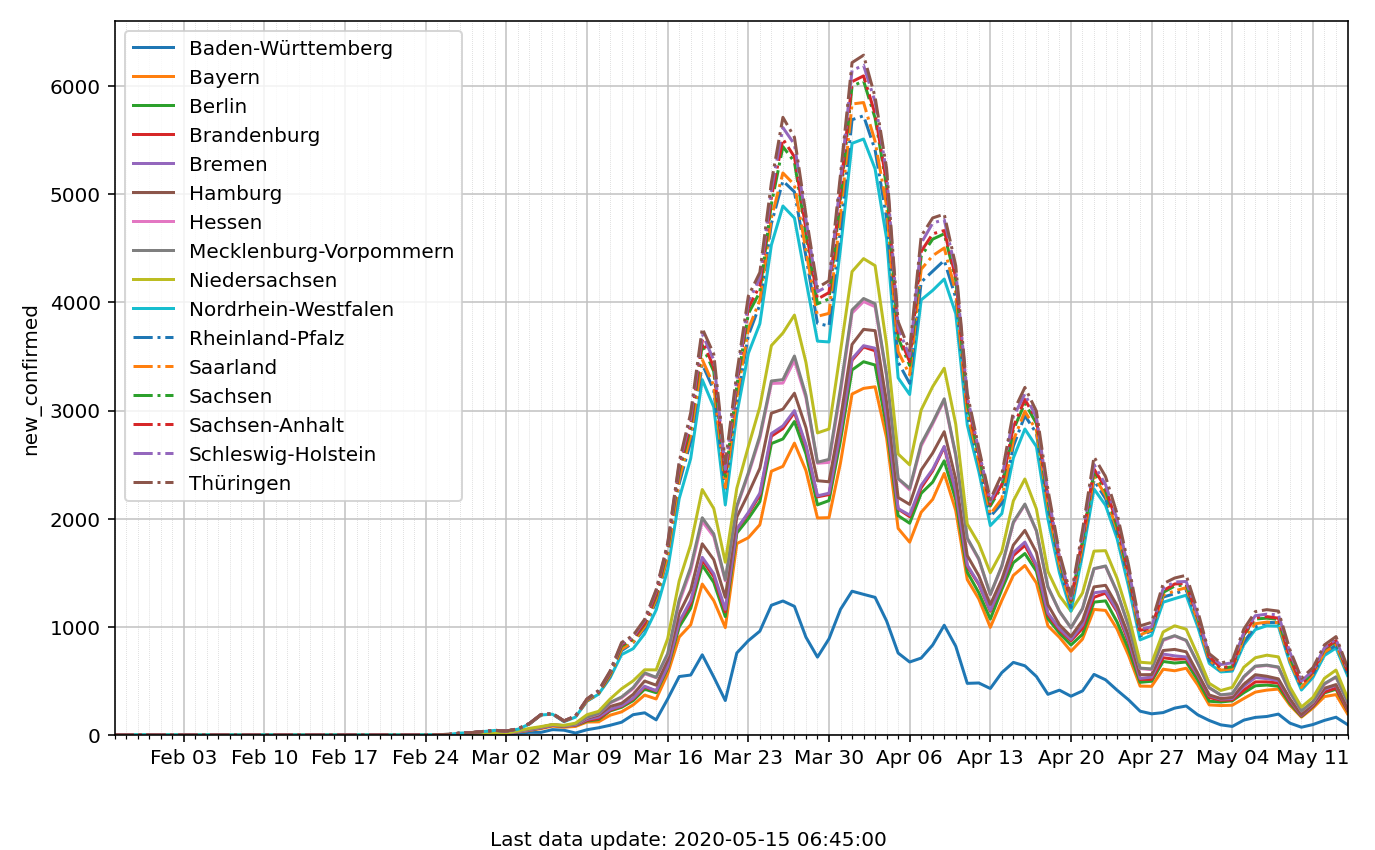 6000
5000
4000
3000
2000
1000
0
new_confirmed
Baden-Württemberg
Bayern
Berlin
Brandenburg
Bremen
Hamburg
Hessen
Mecklenburg-Vorpommern
Niedersachsen
Nordrhein-Westfalen
Rheinland-Pfalz
Saarland
Sachsen
Sachsen-Anhalt
Schleswig-Holstein
Thüringen
Feb 03 Feb 10 Feb 17 Feb 24 Mar 02 Mar 09 Mar 16 Mar 23 Mar 30 Apr 06 Apr 13 Apr 20 Apr 27 May 04 May 11
Last data update: 2020-05-15 06:45:00